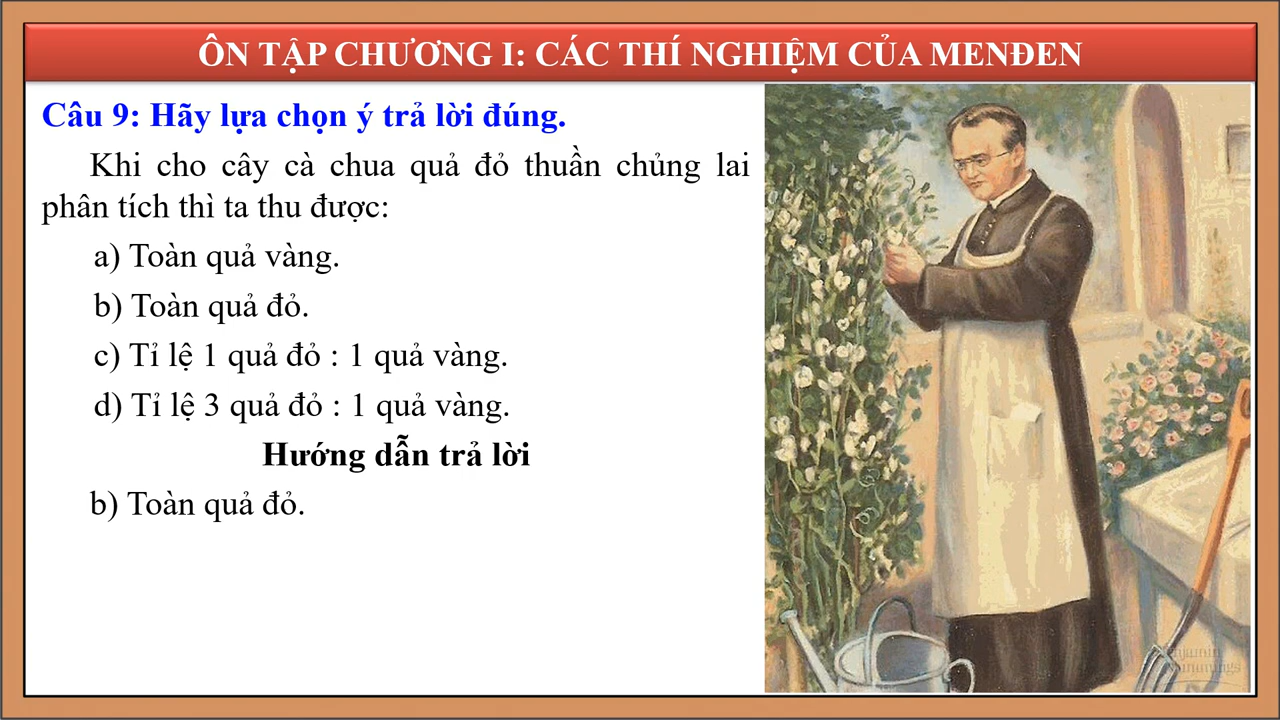 ÔN TẬP CHƯƠNG I: CÁC THÍ NGHIỆM CỦA MENĐEN
Câu 9: Hãy lựa chọn ý trả lời đúng.
Khi cho cây cà chua quả đỏ thuần chủng lai
phân tích thì ta thu được:
a) Toàn quả vàng.
b) Toàn quả đỏ.
c) Tỉ lệ 1 quả đỏ : 1 quả vàng.
d) Tỉ lệ 3 quả đỏ : 1 quả vàng.
Hướng dẫn trả lời
b) Toàn quả đỏ.